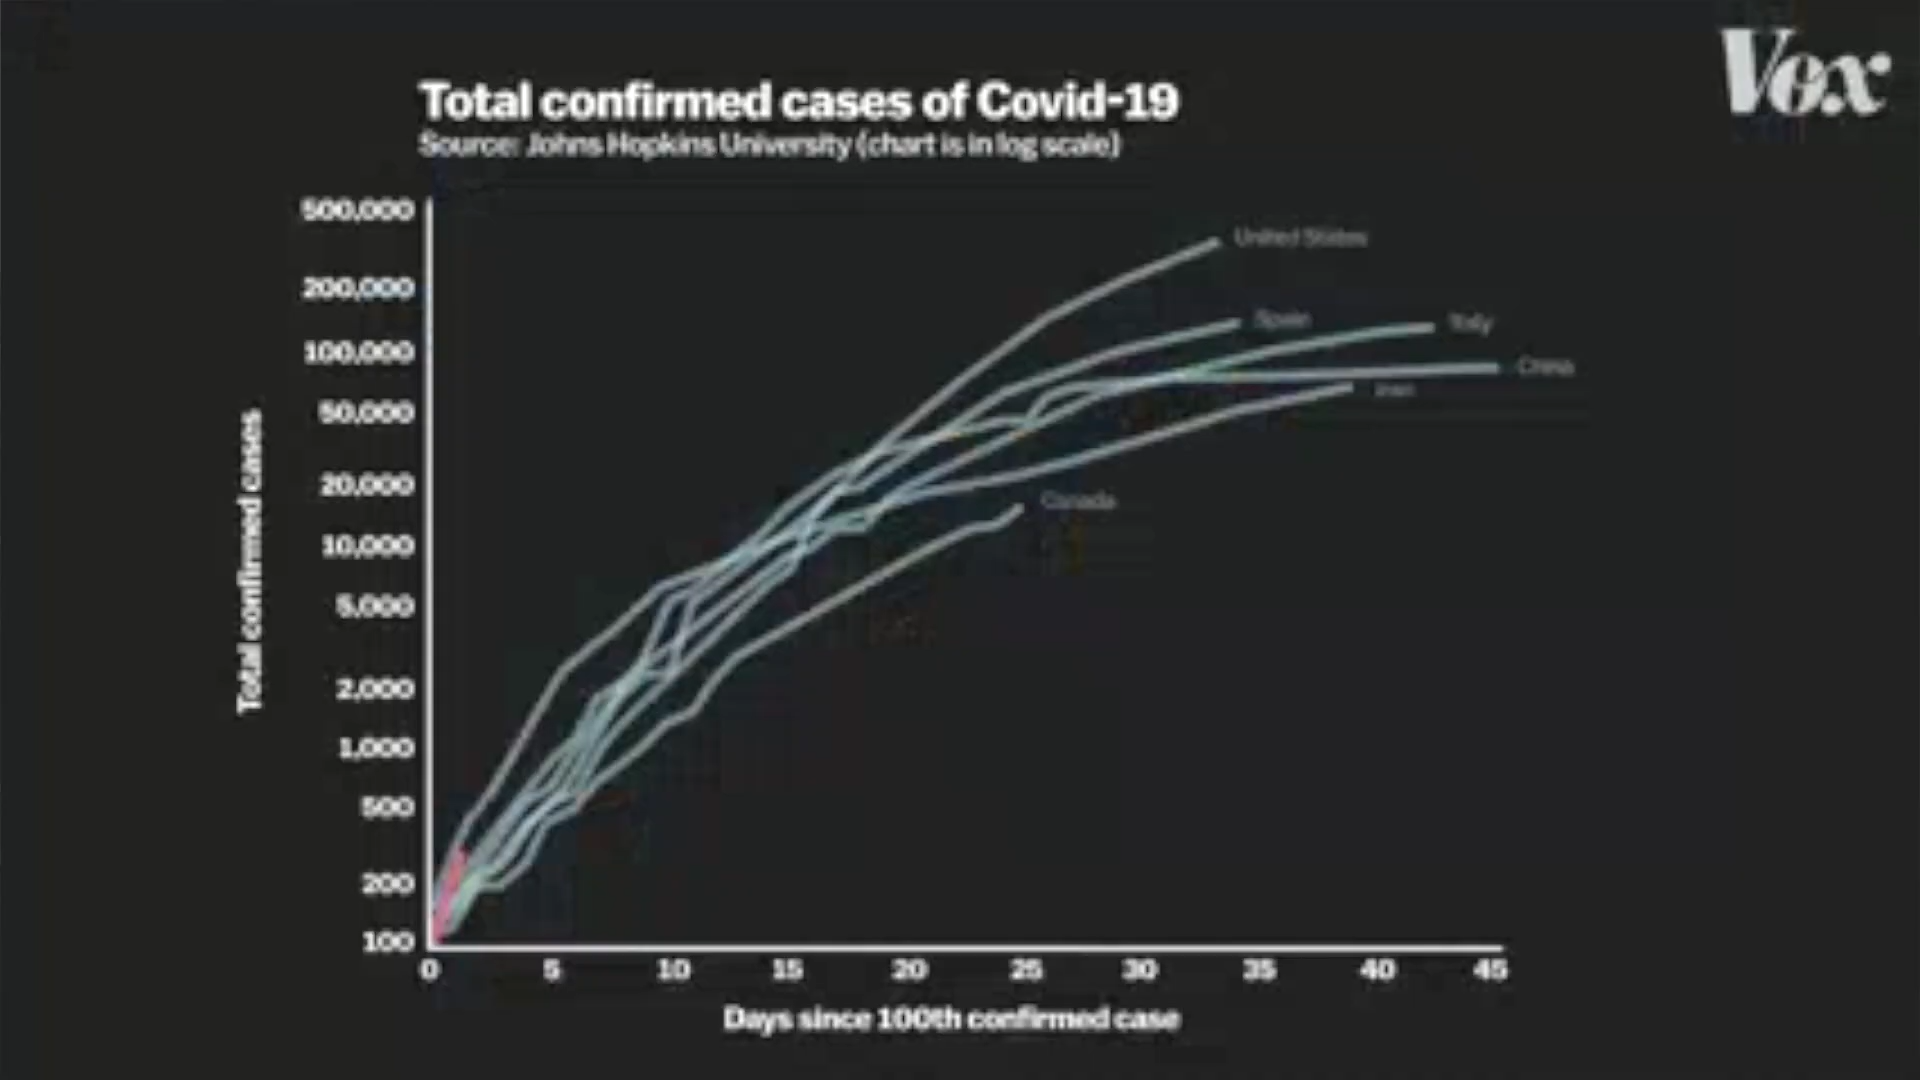 Vox
Total confirmed cases of Covid-19
Source: Johns Hopkins University (chart is in log scale)
500,000
United States
200,000
Spain
Italy
100,000
China
Iran
50,000
20,000
Canada
10,000
5,000
2,000
1,000
500
200
100
Total confirmed cases
0 5 10 15 20 25 30 35 40 45
Days since 100th confirmed case